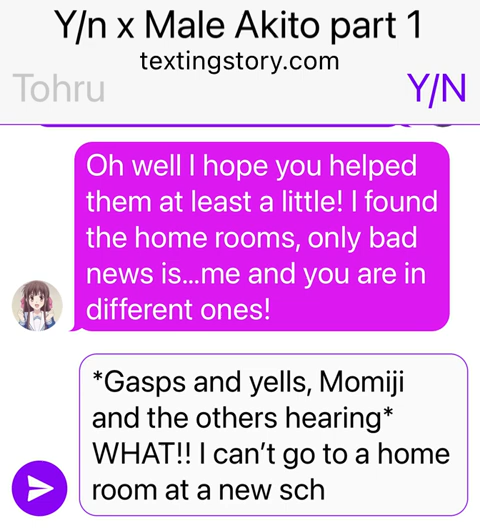 Y/n x Male Akito part 1
textingstory.com
Tohru
Y/N
Oh well I hope you helped
them at least a little! I found
the home rooms, only bad
news is...me and you are in
different ones!
*Gasps and yells, Momiji
and the others hearing*
WHAT!! I can't go to a home
room at a new sch